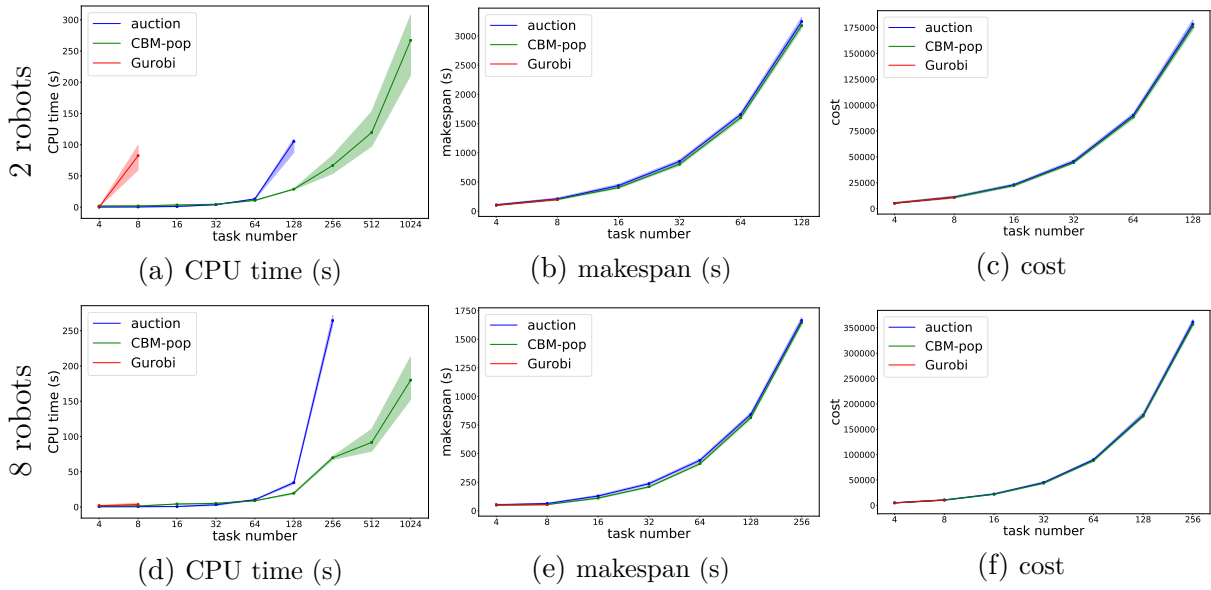 2 robots
CPU time (s)
300
250
200
150
100
50
0
auction
CBM-pop
Gurobi
4 8 16 32 64 128 256 512 1024
task number
(a) CPU time (s)
makespan (s)
3000
2500
2000
1500
1000
500
0
auction
CBM-pop
Gurobi
4 8 16 32 64 128
task number
(b) makespan (s)
cost
175000
150000
125000
100000
75000
50000
25000
0
auction
CBM-pop
Gurobi
4 8 16 32 64 128
task number
(c) cost
8 robots
CPU time (s)
250
200
150
100
50
0
auction
CBM-pop
Gurobi
4 8 16 32 64 128 256 512 1024
task number
(d) CPU time (s)
makespan (s)
1750
1500
1250
1000
750
500
250
0
auction
CBM-pop
Gurobi
4 8 16 32 64 128 256
task number
(e) makespan (s)
cost
350000
300000
250000
200000
150000
100000
50000
0
auction
CBM-pop
Gurobi
4 8 16 32 64 128 256
task number
(f) cost